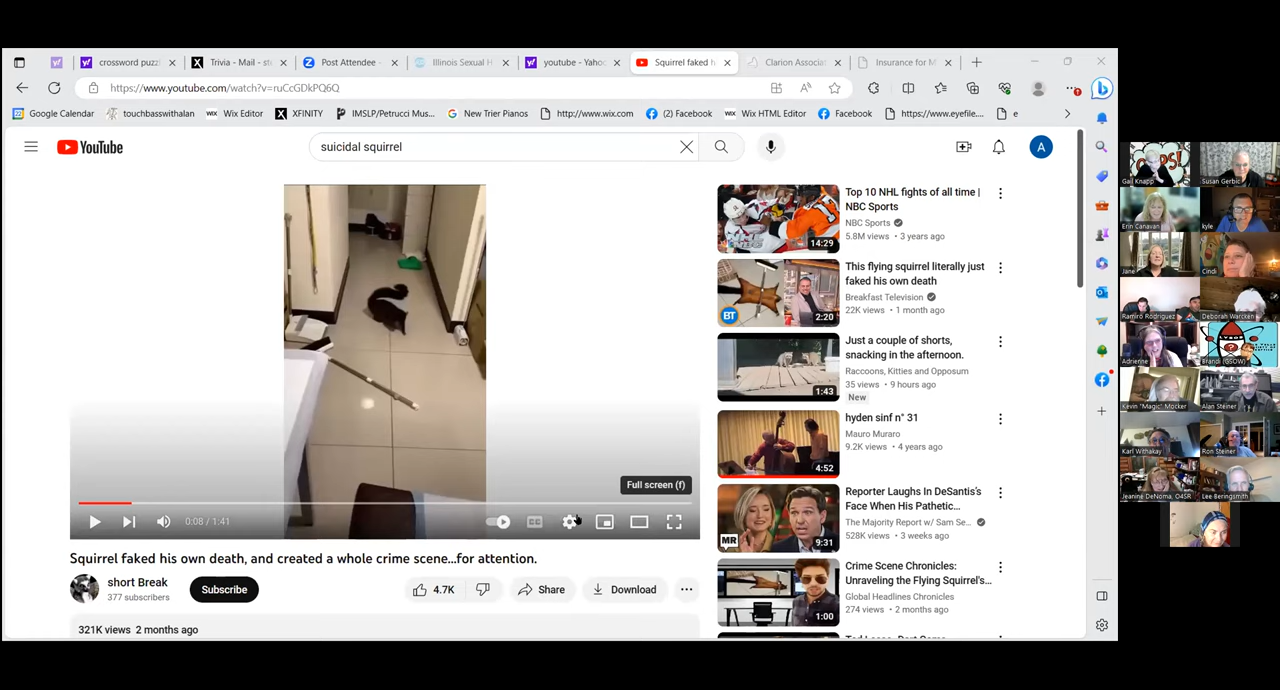 crossword puzz
Trivia - Mail - st
Post Attendee -
Illinois Sexual H
youtube - Yahoo
Squirrel faked h
Clarion Associa
Insurance for M
https://www.youtube.com/watch?v=ruCcGDkPQ6Q
Google Calendar
touchbasswithalan
WIX Wix Editor
X XFINITY
IMSLP/Petrucci Mus...
New Trier Pianos
http://www.wix.com
(2) Facebook
WIX Wix HTML Editor
Facebook
https://www.eyefile....
e
YouTube
suicidal squirrel
A
Full screen (f)
0:08 / 1:41
CC
Squirrel faked his own death, and created a whole crime scene...for attention.
short Break
377 subscribers
Subscribe
4.7K
Share
Download
321K views 2 months ago
Top 10 NHL fights of all time |
NBC Sports
NBC Sports
5.8M views • 3 years ago
14:29
This flying squirrel literally just
faked his own death
Breakfast Television
22K views • 1 month ago
BT
2:20
Just a couple of shorts,
snacking in the afternoon.
Raccoons, Kitties and Opposum
35 views • 9 hours ago
New
1:43
hyden sinf n° 31
Mauro Muraro
9.2K views • 4 years ago
4:52
Reporter Laughs In DeSantis's
Face When His Pathetic...
The Majority Report w/ Sam Se...
528K views • 3 weeks ago
MR
9:31
Crime Scene Chronicles:
Unraveling the Flying Squirrel's...
Global Headlines Chronicles
274 views • 2 months ago
1:00
OOPS!
Gail Knapp
Susan Gerbic
Erin Canavan
kyle
Jane
Cindi
Ramiro Rodriguez
Deborah Warcken
Adrienne
Brandi (GSOW)
Kevin "Magic" Mocker
Alan Steiner
Karl Withakay
Ron Steiner
Jeanine DeNoma, O4SR
Lee Beringsmith